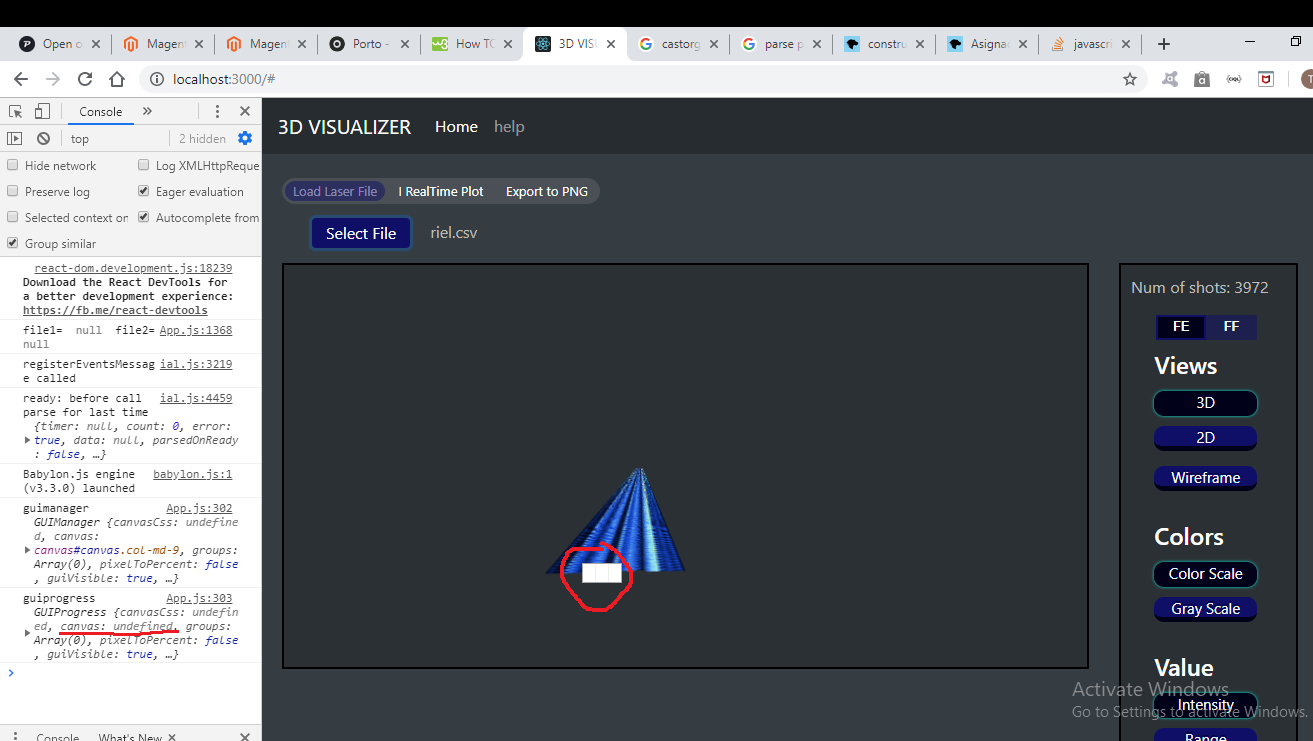 Open o
Magent
Magent
Porto -
How TO
3D VISU
castorg
parse p
constru
Asignac
javascri
localhost:3000/#
Console
top
2 hidden
Hide network
Log XMLHttpReque
Preserve log
Eager evaluation
Selected context on
Autocomplete from
Group similar
react-dom.development.js:18239
Download the React DevTools for
a better development experience:
https://fb.me/react-devtools
file1= null file2= App.js:1368
null
registerEventsMessag ial.js:3219
e called
ready: before call ial.js:4459
parse for last time
{timer: null, count: 0, error:
true, data: null, parsedOnReady
: false, …}
Babylon.js engine babylon.js:1
(v3.3.0) launched
guimanager App.js:302
GUIManager {canvasCss: undefine
d, canvas:
canvas#canvas.col-md-9, groups:
Array(0), pixelToPercent: false
, guiVisible: true, …}
guiprogress App.js:303
GUIProgress {canvasCss: undefin
ed, canvas: undefined, groups:
Array(0), pixelToPercent: false
, guiVisible: true, …}
Console
What's New
3D VISUALIZER
Home
help
Load Laser File
I RealTime Plot
Export to PNG
Select File
riel.csv
Num of shots: 3972
FE
FF
Views
3D
2D
Wireframe
Colors
Color Scale
Gray Scale
Value
Intensity
Range
Activate Windows
Go to Settings to activate Windows.